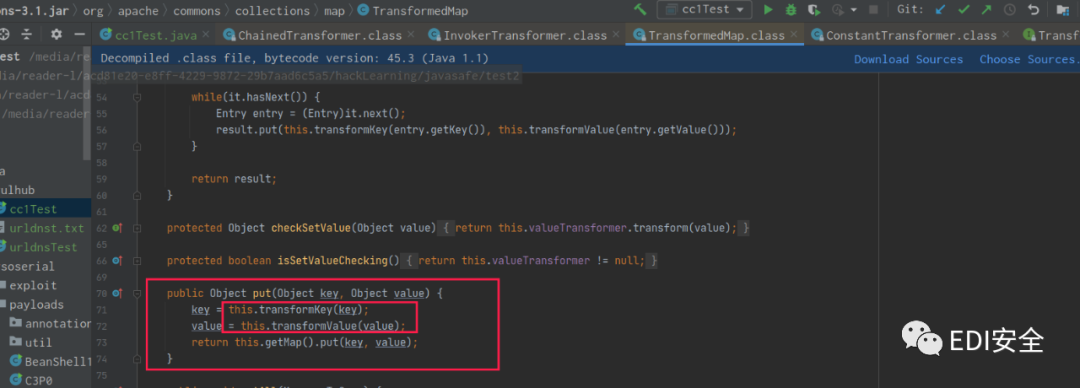 ons-3.1.jar › org › apache › commons › collections › map › TransformedMap
cc1Test
Git:
cc1Test.java ChainedTransformer.class InvokerTransformer.class TransformedMap.class ConstantTransformer.class Transf
Decompiled .class file, bytecode version: 45.3 (Java 1.1)
Download Sources Choose Sources.
est /media/re
dia/reader-l/acd81e20-e8ff-4229-9872-29b7aad6c5a5/hackLearning/javasafe/test2
a/reader-l/acd
/media/reader
a
ulhub
cc1Test
urldnst.txt
urldnsTest
soserial
exploit
payloads
annotation
util
BeanShell1
C3P0
54 while(it.hasNext()) {
55 Entry entry = (Entry)it.next();
56 result.put(this.transformKey(entry.getKey()), this.transformValue(entry.getValue()));
57 }
58
59 return result;
60 }
61
62 protected Object checkSetValue(Object value) { return this.valueTransformer.transform(value); }
65
66 protected boolean isSetValueChecking() { return this.valueTransformer != null; }
69
70 public Object put(Object key, Object value) {
71 key = this.transformKey(key);
72 value = this.transformValue(value);
73 return this.getMap().put(key, value);
74 }
75
EDI安全